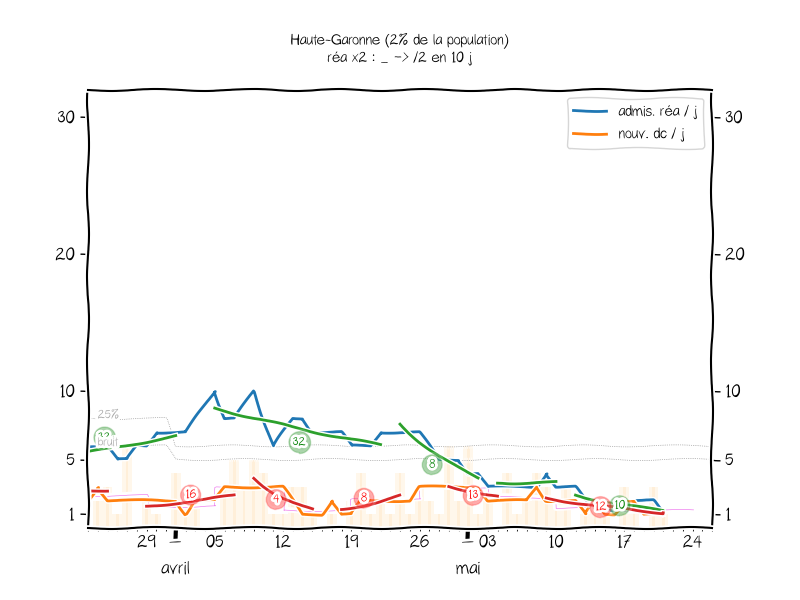 Haute-Garonne (2% de la population)
réa x2 : _ -> /2 en 10 j
admis. réa / j
nouv. dc / j
30 30
20 20
10 10
5 5
1 1
25%
bruit
32
16
32
4
8
8
13
12
10
29 05 12 19 26 03 10 17 24
avril mai